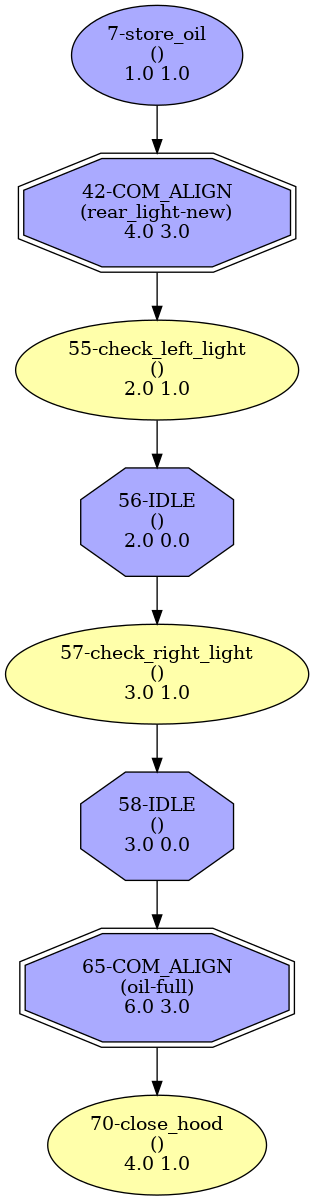 7-store_oil
()
1.0 1.0
42-COM_ALIGN
(rear_light-new)
4.0 3.0
55-check_left_light
()
2.0 1.0
56-IDLE
()
2.0 0.0
57-check_right_light
()
3.0 1.0
58-IDLE
()
3.0 0.0
65-COM_ALIGN
(oil-full)
6.0 3.0
70-close_hood
()
4.0 1.0